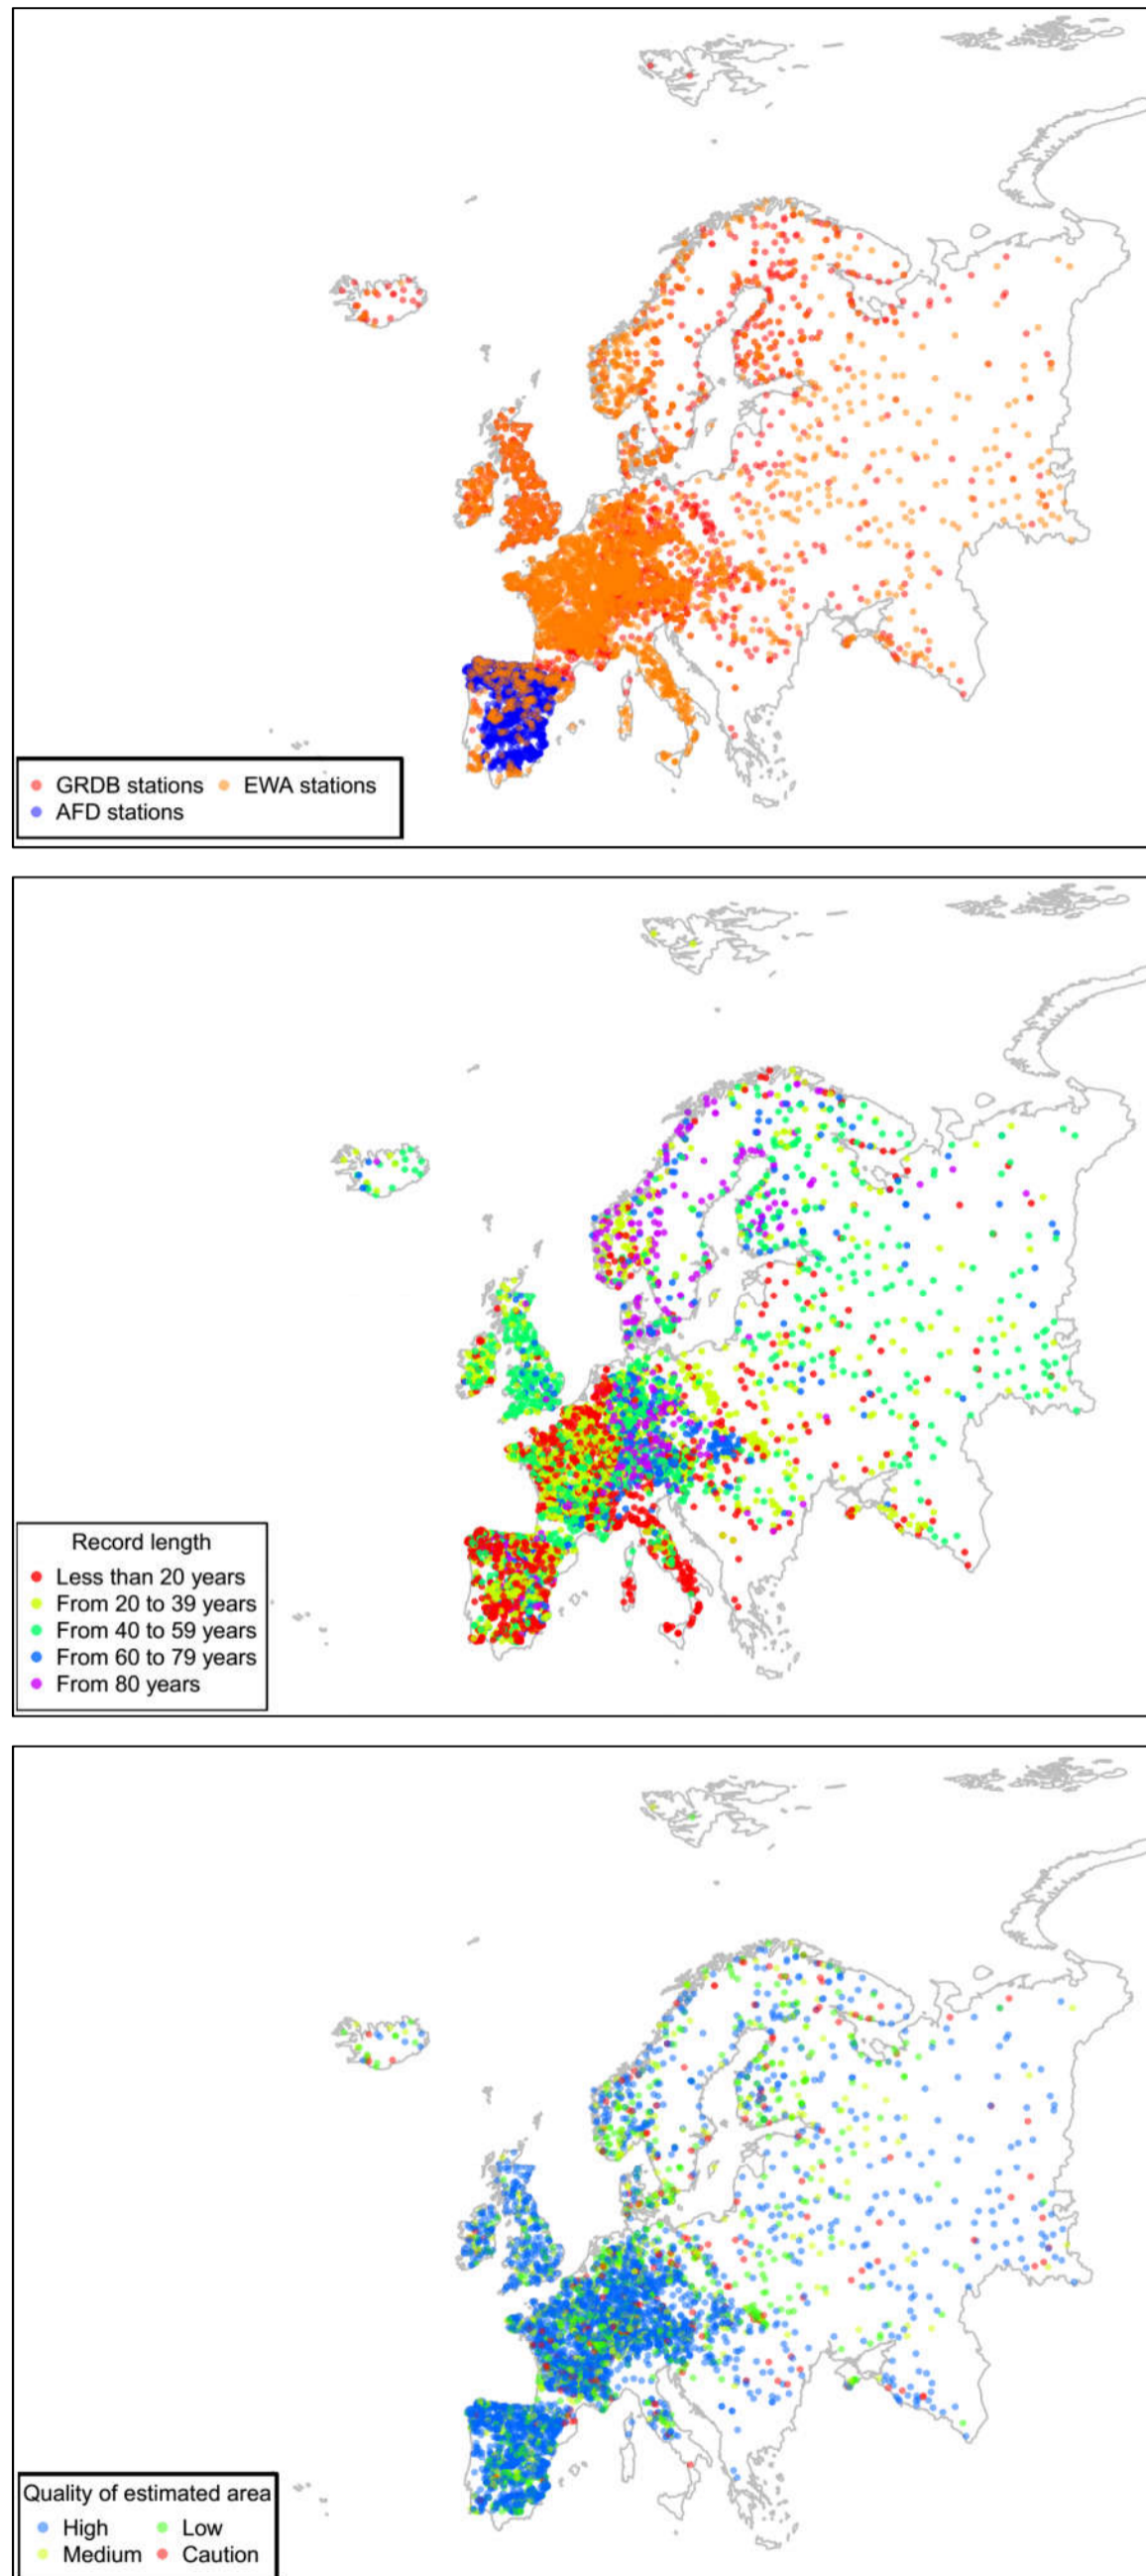 GRDB stations EWA stations
AFD stations
Record length
Less than 20 years
From 20 to 39 years
From 40 to 59 years
From 60 to 79 years
From 80 years
Quality of estimated area
High Low
Medium Caution